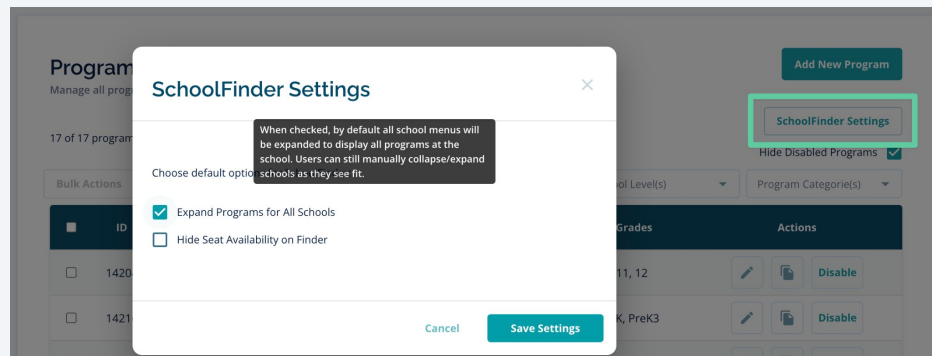 Program
Manage all prog
Add New Program
SchoolFinder Settings
SchoolFinder Settings
17 of 17 program
Hide Disabled Programs
When checked, by default all school menus will
be expanded to display all programs at the
school. Users can still manually collapse/expand
schools as they see fit.
Choose default option
Bulk Actions
ool Level(s)
Program Categorie(s)
Expand Programs for All Schools
Hide Seat Availability on Finder
ID
Grades
Actions
1420
11, 12
Disable
1421
K, PreK3
Disable
Cancel
Save Settings